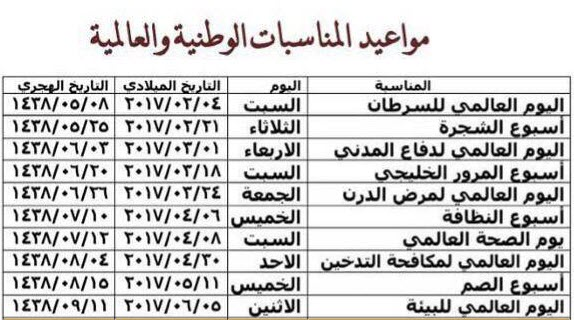 مواعيد المناسبات الوطنية والعالمية
المناسبة اليوم التاريخ الميلادي التاريخ الهجري
اليوم العالمي للسرطان السبت ٢٠١٧/٠٢/٠٤ ١٤٣٨/٠٥/٠٨
أسبوع الشجرة الثلاثاء ٢٠١٧/٠٢/٢١ ١٤٣٨/٠٥/٢٥
اليوم العالمي لدفاع المدني الاربعاء ٢٠١٧/٠٣/٠١ ١٤٣٨/٠٦/٠٣
أسبوع المرور الخليجي السبت ٢٠١٧/٠٣/١٨ ١٤٣٨/٠٦/٢٠
اليوم العالمي لمرض الدرن الجمعة ٢٠١٧/٠٣/٢٤ ١٤٣٨/٠٦/٢٦
أسبوع النظافة الخميس ٢٠١٧/٠٤/٠٦ ١٤٣٨/٠٧/١٠
يوم الصحة العالمي السبت ٢٠١٧/٠٤/٠٨ ١٤٣٨/٠٧/١٢
اليوم العالمي لمكافحة التدخين الاحد ٢٠١٧/٠٤/٣٠ ١٤٣٨/٠٨/٠٤
أسبوع الصم الخميس ٢٠١٧/٠٥/١١ ١٤٣٨/٠٨/١٥
اليوم العالمي للبيئة الاثنين ٢٠١٧/٠٦/٠٥ ١٤٣٨/٠٩/١١